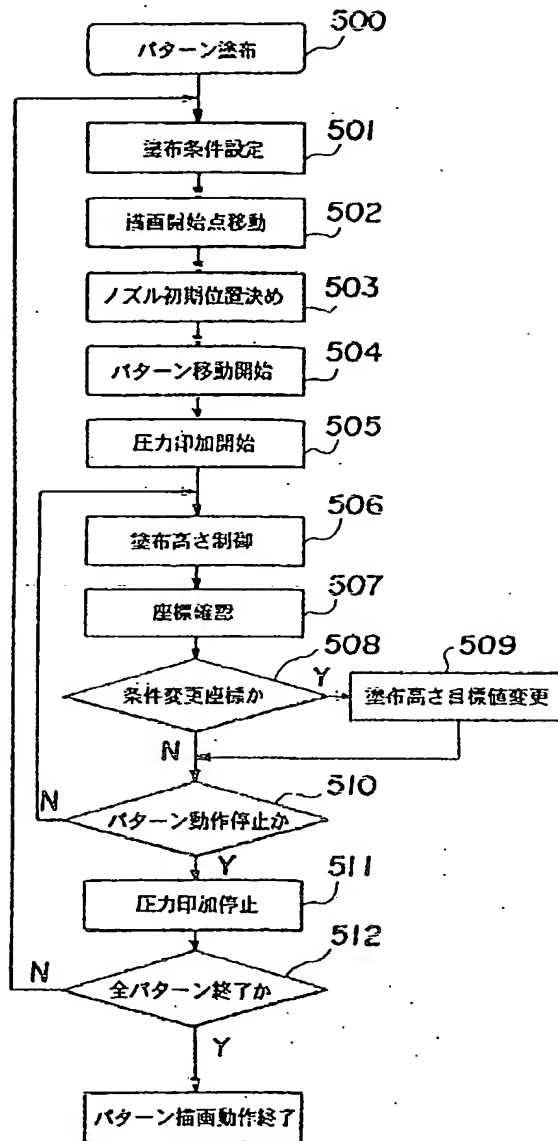 500
パターン塗布
501
塗布条件設定
502
描画開始点移動
503
ノズル初期位置決め
504
パターン移動開始
505
圧力印加開始
506
塗布高さ制御
507
座標確認
508
条件変更座標か
Y
509
塗布高さ目標値変更
N
510
パターン動作停止か
N
Y
511
圧力印加停止
512
全パターン終了か
N
Y
パターン描画動作終了